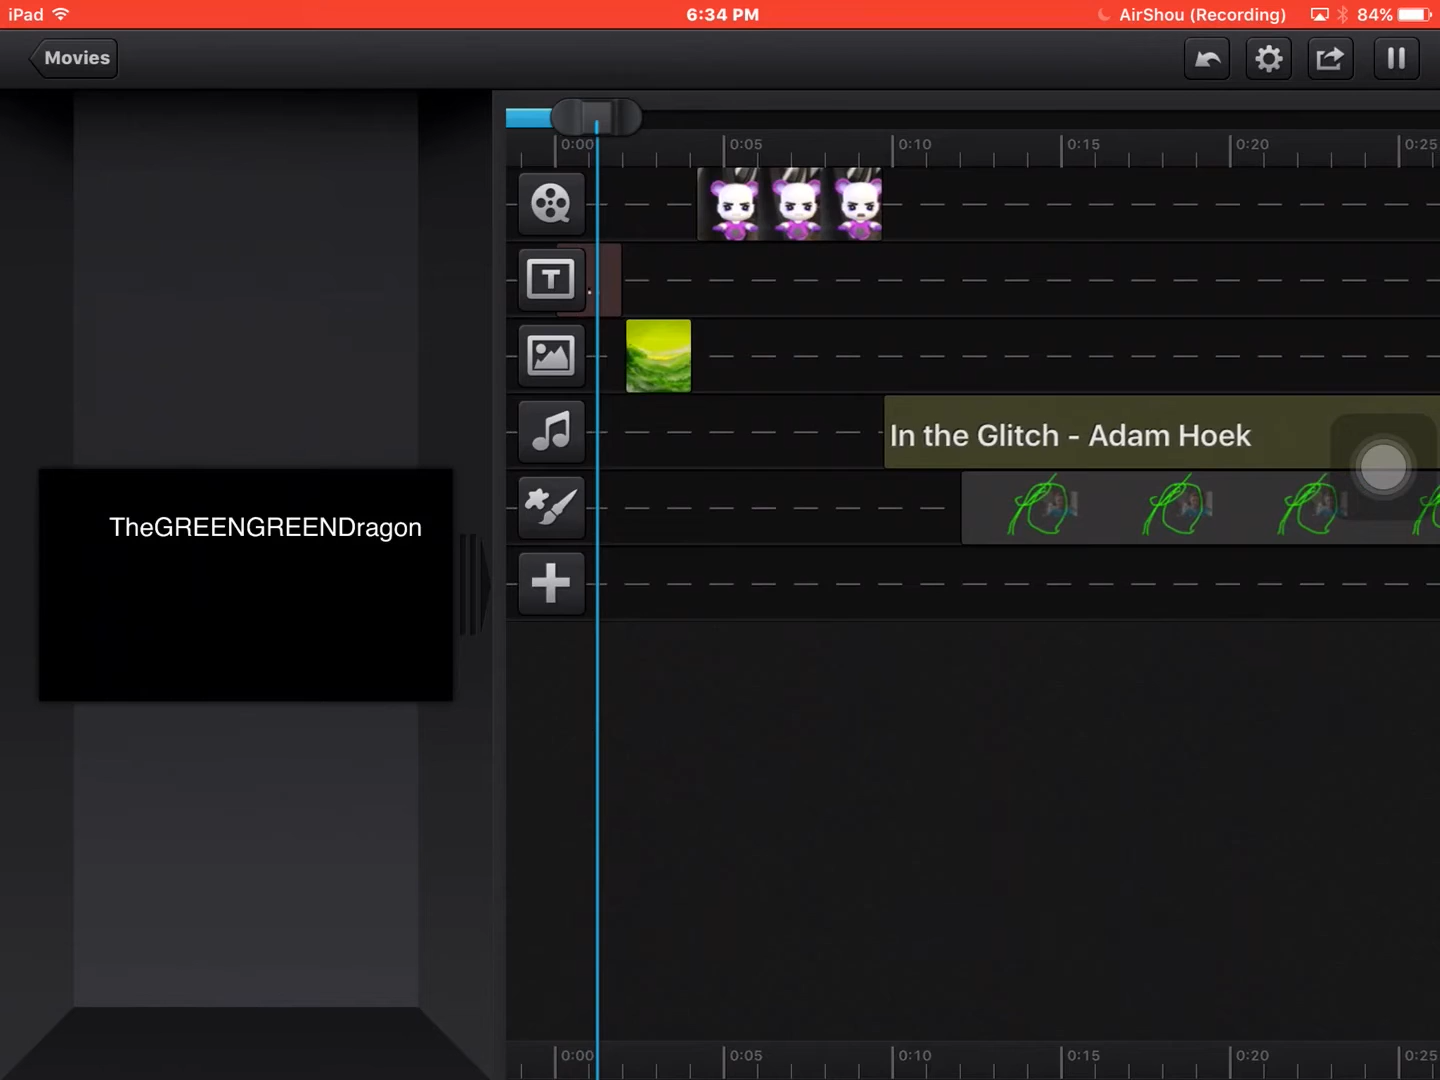 iPad 6:34 PM AirShou (Recording) 84%
Movies
0:00 0:05 0:10 0:15 0:20 0:25
T
In the Glitch - Adam Hoek
TheGREENGREENDragon
0:00 0:05 0:10 0:15 0:20 0:25